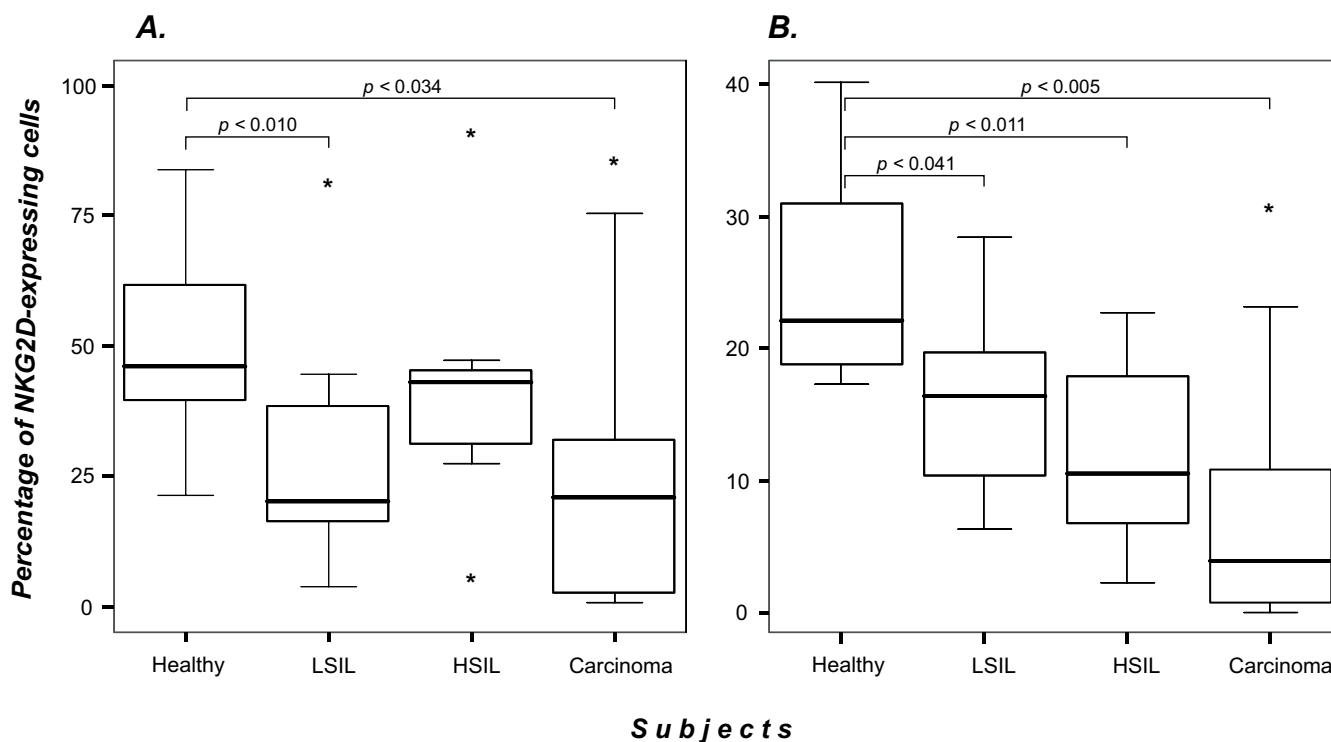 A.
B.
Percentage of NKG2D-expressing cells
100
75
50
25
0
p < 0.034
p < 0.010
*
*
*
*
Healthy
LSIL
HSIL
Carcinoma
40
30
20
10
0
p < 0.005
p < 0.011
p < 0.041
*
Healthy
LSIL
HSIL
Carcinoma
Subjects